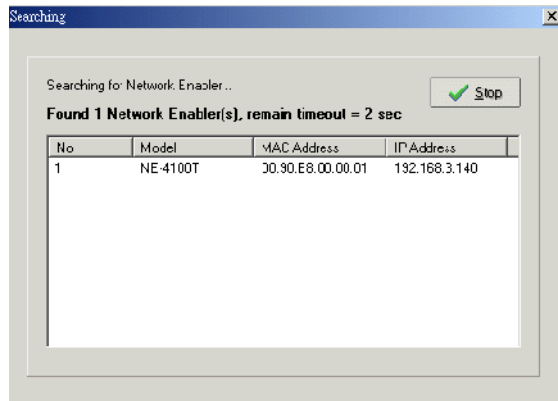 Searching
Searching for Network Enabler...
Stop
Found 1 Network Enabler(s), remain timeout = 2 sec
No Model MAC Address IP Address
1 NE-4100T 00.90.E8.00.00.01 192.168.3.140